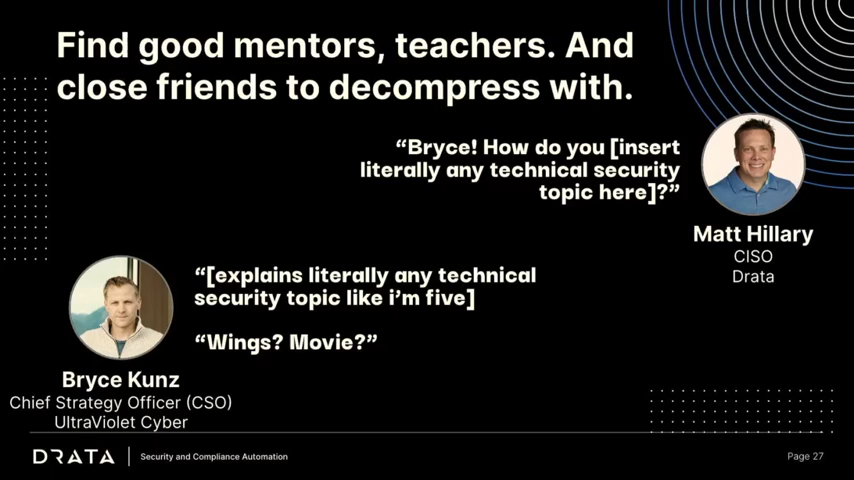 Find good mentors, teachers. And
close friends to decompress with.
“Bryce! How do you [insert
literally any technical security
topic here]?”
Matt Hillary
CISO
Drata
“[explains literally any technical
security topic like i’m five]
“Wings? Movie?”
Bryce Kunz
Chief Strategy Officer (CSO)
UltraViolet Cyber
DRATA
Security and Compliance Automation
Page 27